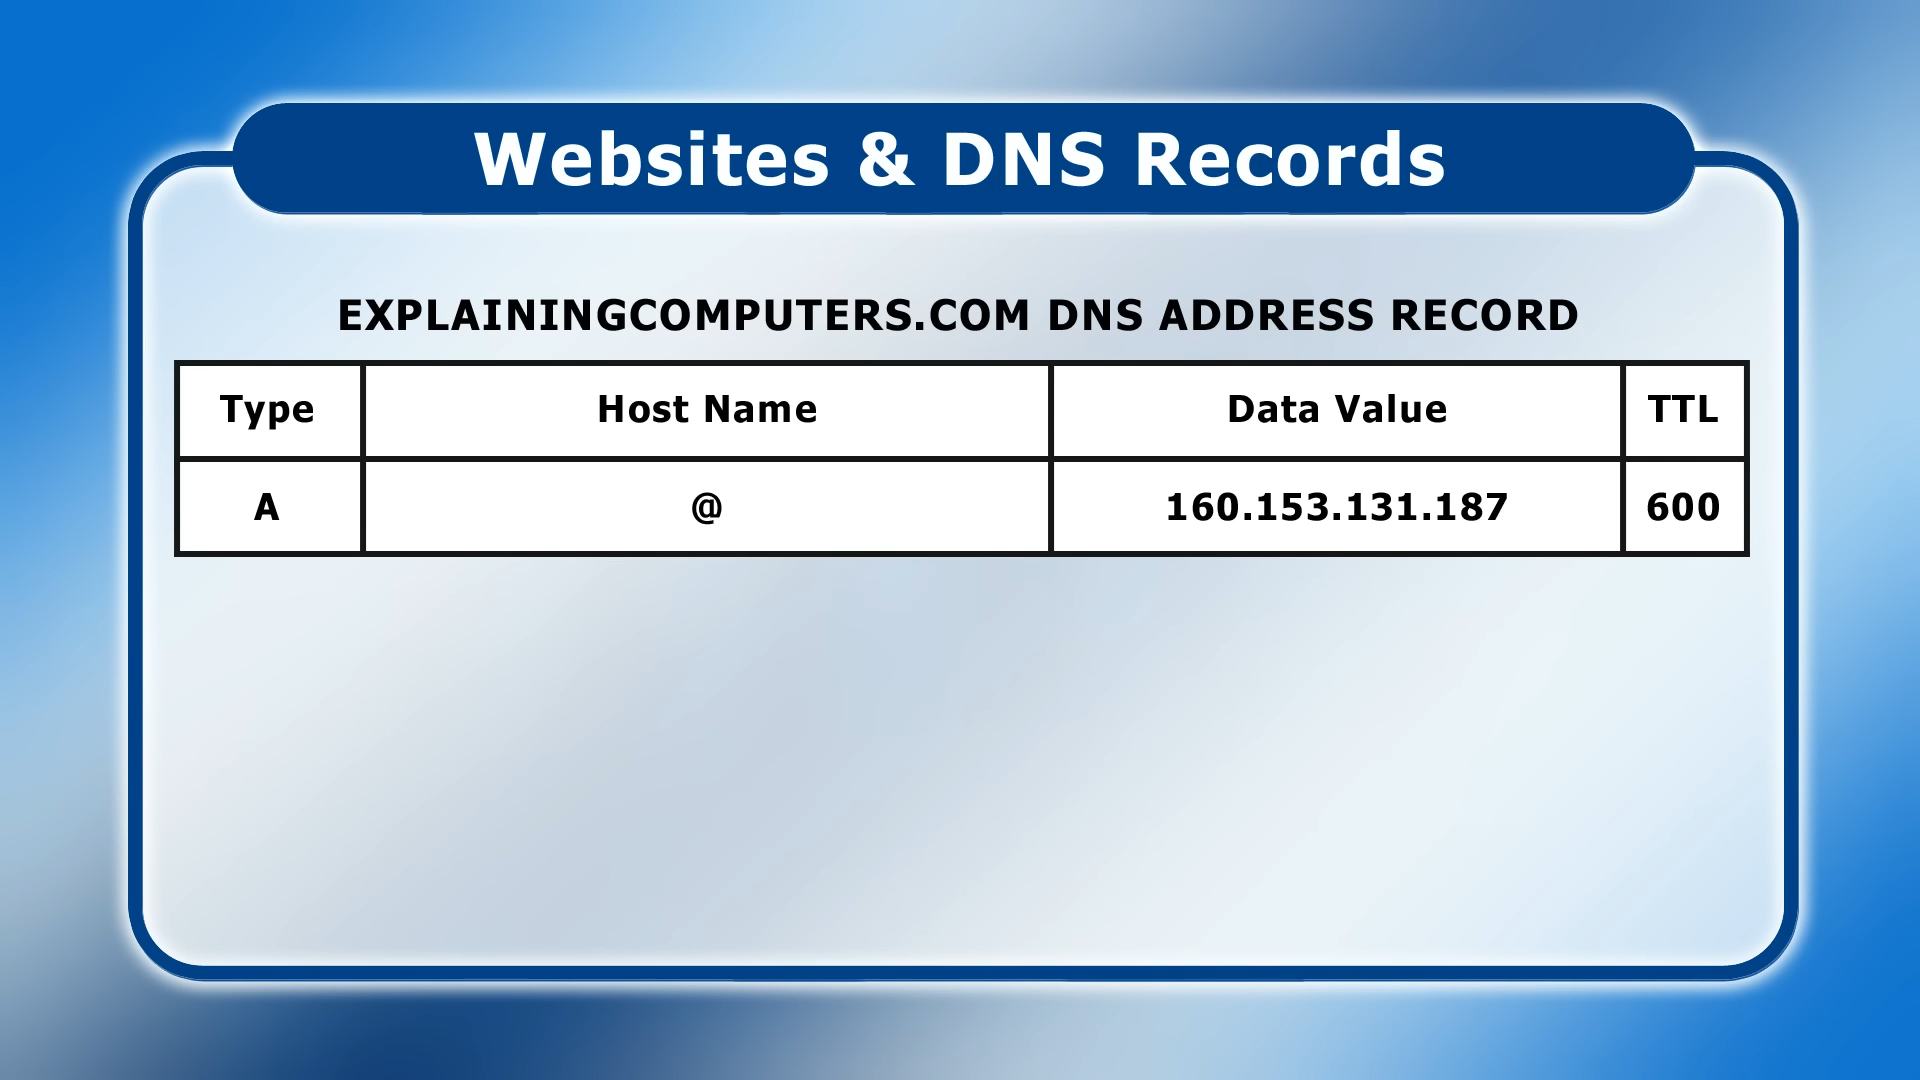 Websites & DNS Records
EXPLAININGCOMPUTERS.COM DNS ADDRESS RECORD
Type Host Name Data Value TTL
A @ 160.153.131.187 600